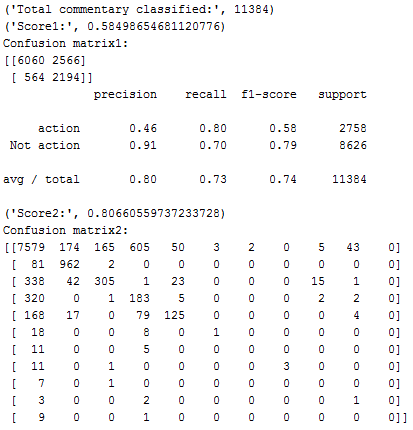 ('Total commentary classified:', 11384)
('Score1:', 0.58498654681120776)
Confusion matrix1:
[[6060 2566]
 [ 564 2194]]
             precision    recall  f1-score   support

     action       0.46      0.80      0.58      2758
 Not action       0.91      0.70      0.79      8626

avg / total       0.80      0.73      0.74     11384

('Score2:', 0.80660559737233728)
Confusion matrix2:
[[7579  174  165  605   50    3    2    0    5   43    0]
 [  81  962    2    0    0    0    0    0    0    0    0]
 [ 338   42  305    1   23    0    0    0   15    1    0]
 [ 320    0    1  183    5    0    0    0    2    2    0]
 [ 168   17    0   79  125    0    0    0    0    4    0]
 [  18    0    0    8    0    1    0    0    0    0    0]
 [  11    0    0    5    0    0    0    0    0    0    0]
 [  11    0    1    0    0    0    0    3    0    0    0]
 [   7    0    1    0    0    0    0    0    0    0    0]
 [   3    0    0    2    0    0    0    0    0    1    0]
 [   9    0    0    1    0    0    0    0    0    0    0]]